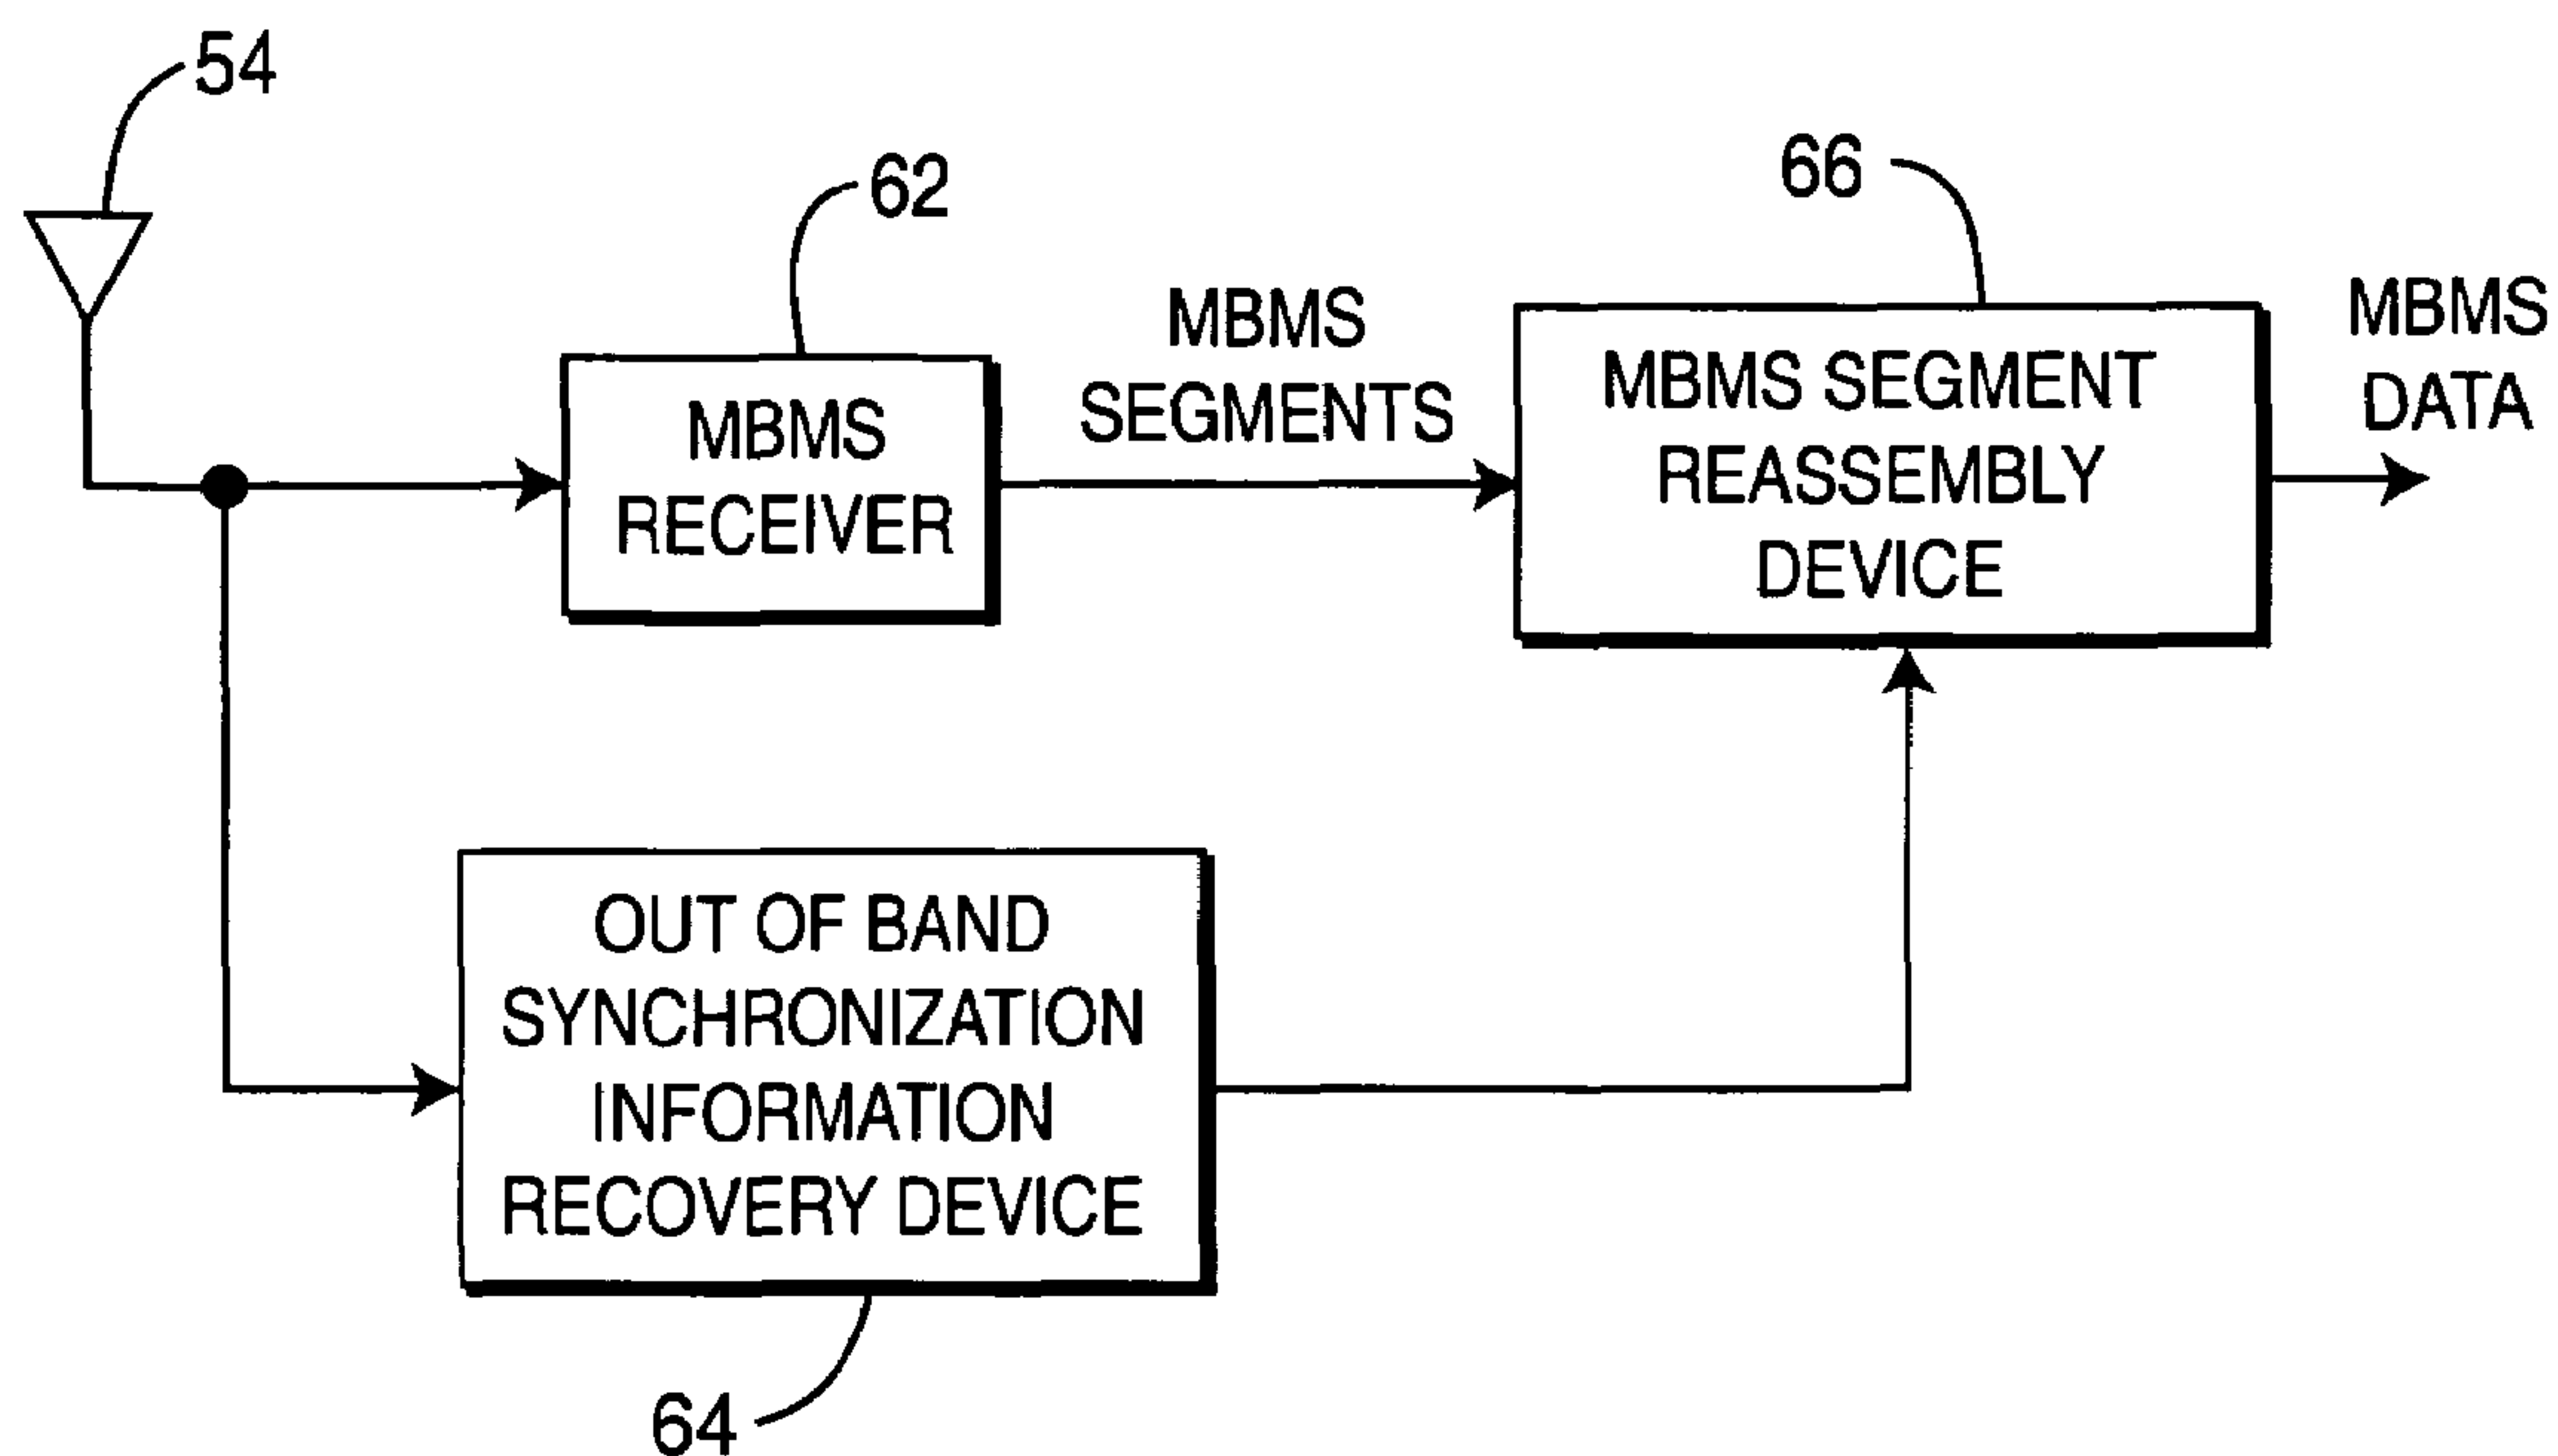 54
62
66
MBMS
SEGMENTS
MBMS
DATA
MBMS
RECEIVER
MBMS SEGMENT
REASSEMBLY
DEVICE
OUT OF BAND
SYNCHRONIZATION
INFORMATION
RECOVERY DEVICE
64